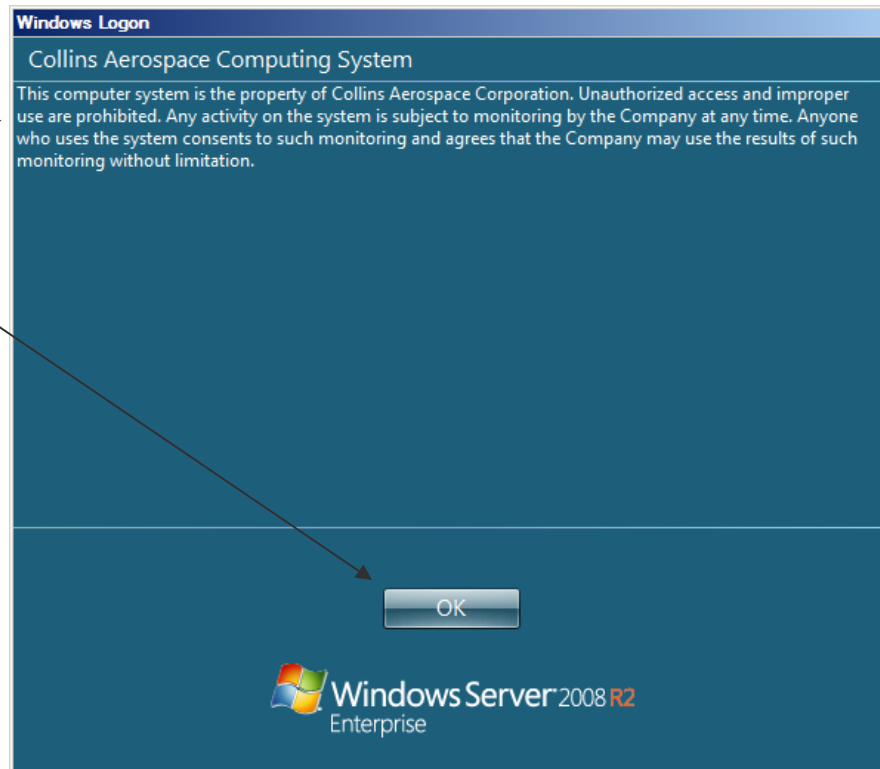 Windows Logon
Collins Aerospace Computing System
This computer system is the property of Collins Aerospace Corporation. Unauthorized access and improper
use are prohibited. Any activity on the system is subject to monitoring by the Company at any time. Anyone
who uses the system consents to such monitoring and agrees that the Company may use the results of such
monitoring without limitation.
OK
Windows Server 2008 R2
Enterprise